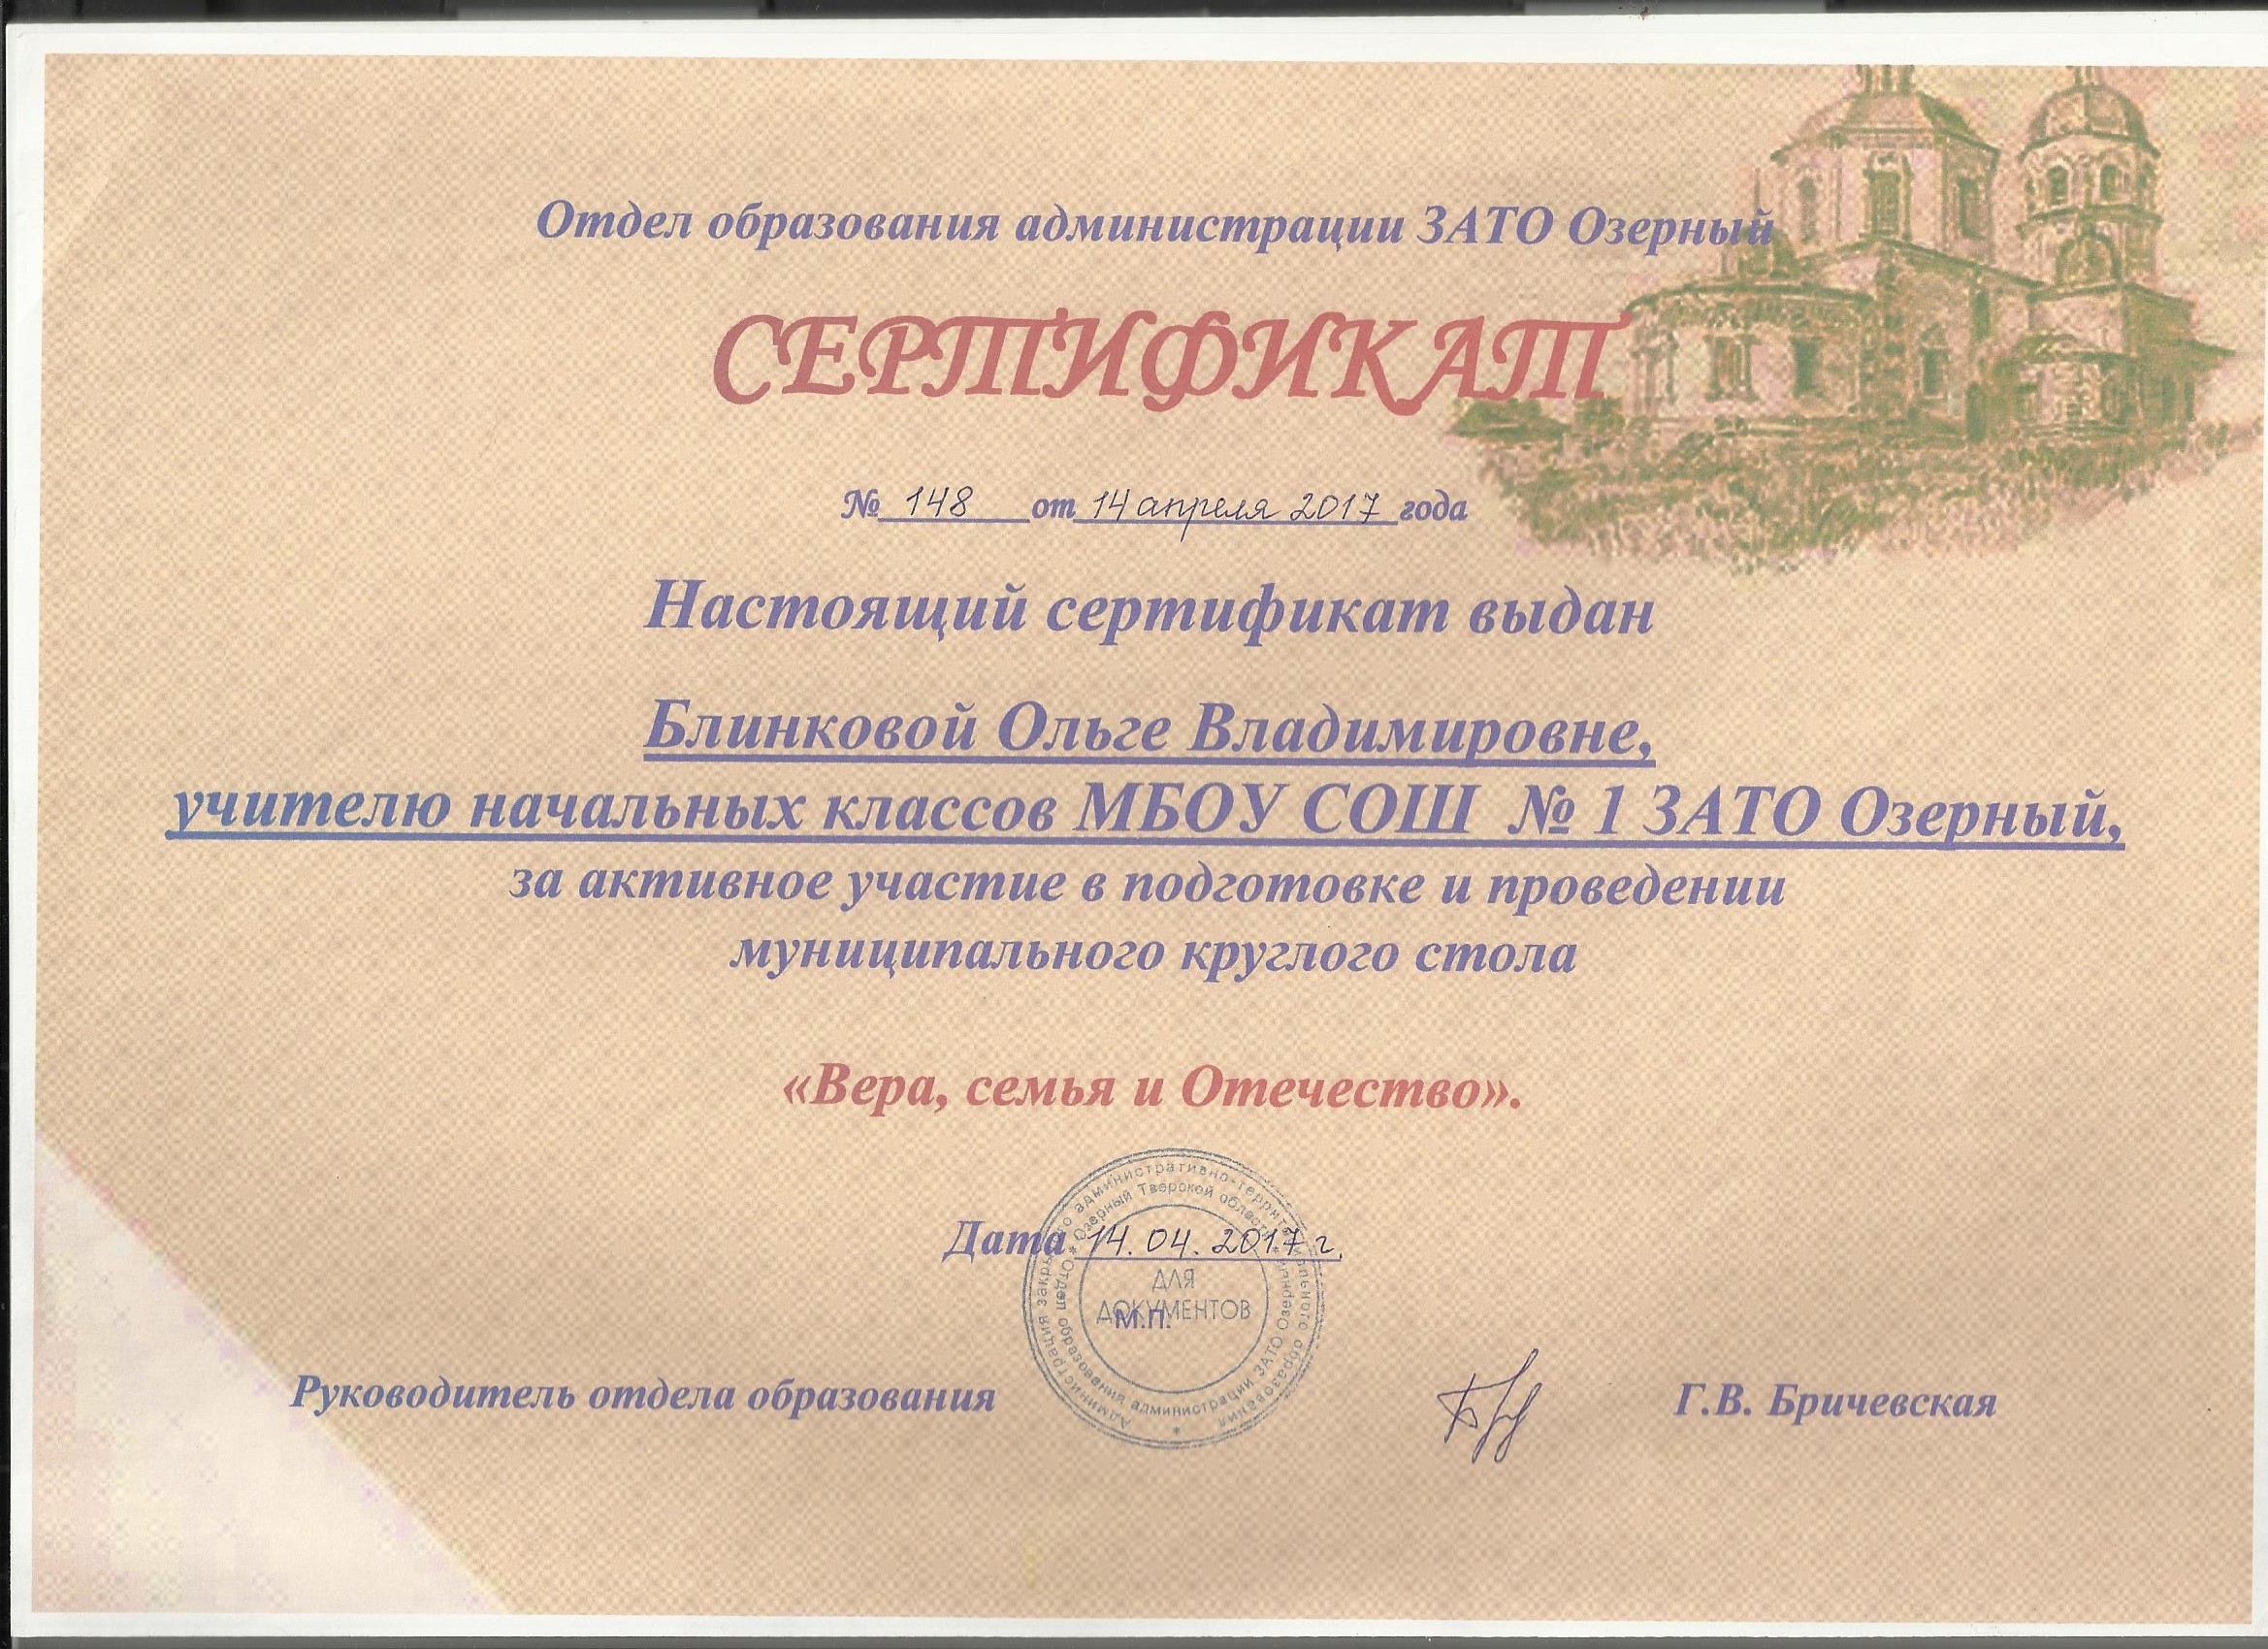 Отдел образования администрации ЗАТО Озерный
СЕРТИФИКАТ
№ 148 от 14 апреля 2017 года
Настоящий сертификат выдан
Блинковой Ольге Владимировне,
учителю начальных классов МБОУ СОШ № 1 ЗАТО Озерный,
за активное участие в подготовке и проведении
муниципального круглого стола
«Вера, семья и Отечество».
Дата 14.04.2017 г.
Администрация закрытого административно-территориального образования
Озерный Тверской области
Отдел образования администрации ЗАТО Озерный
ДЛЯ
ДОКУМЕНТОВ
М.П.
Руководитель отдела образования Г.В. Бричевская